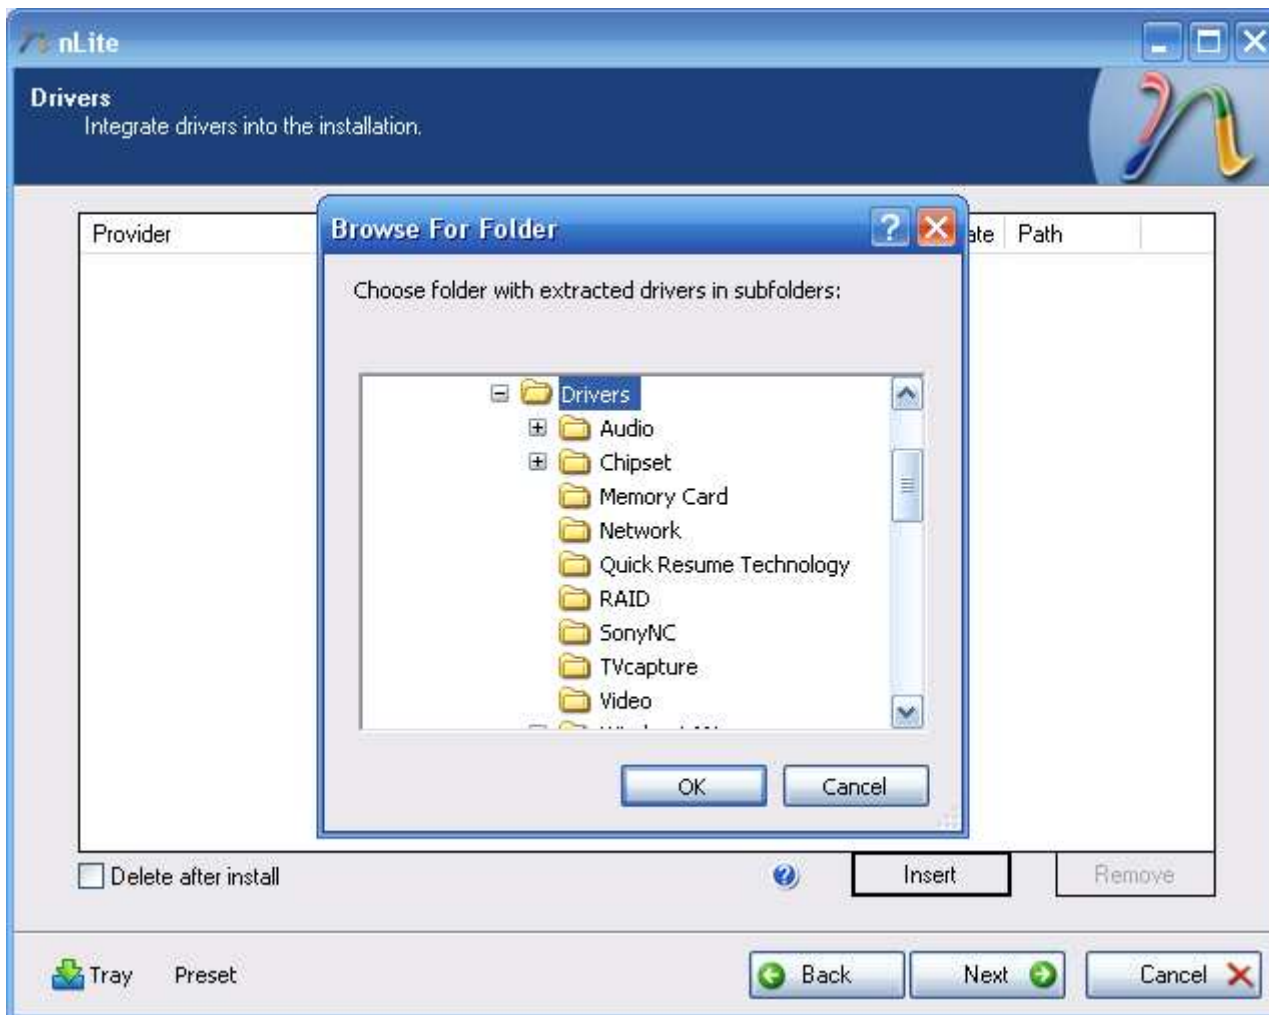 nLite
Drivers
Integrate drivers into the installation.
Provider
ate
Path
Browse For Folder
Choose folder with extracted drivers in subfolders:
Drivers
Audio
Chipset
Memory Card
Network
Quick Resume Technology
RAID
SonyNC
TVcapture
Video
OK
Cancel
Delete after install
Insert
Remove
Tray
Preset
Back
Next
Cancel